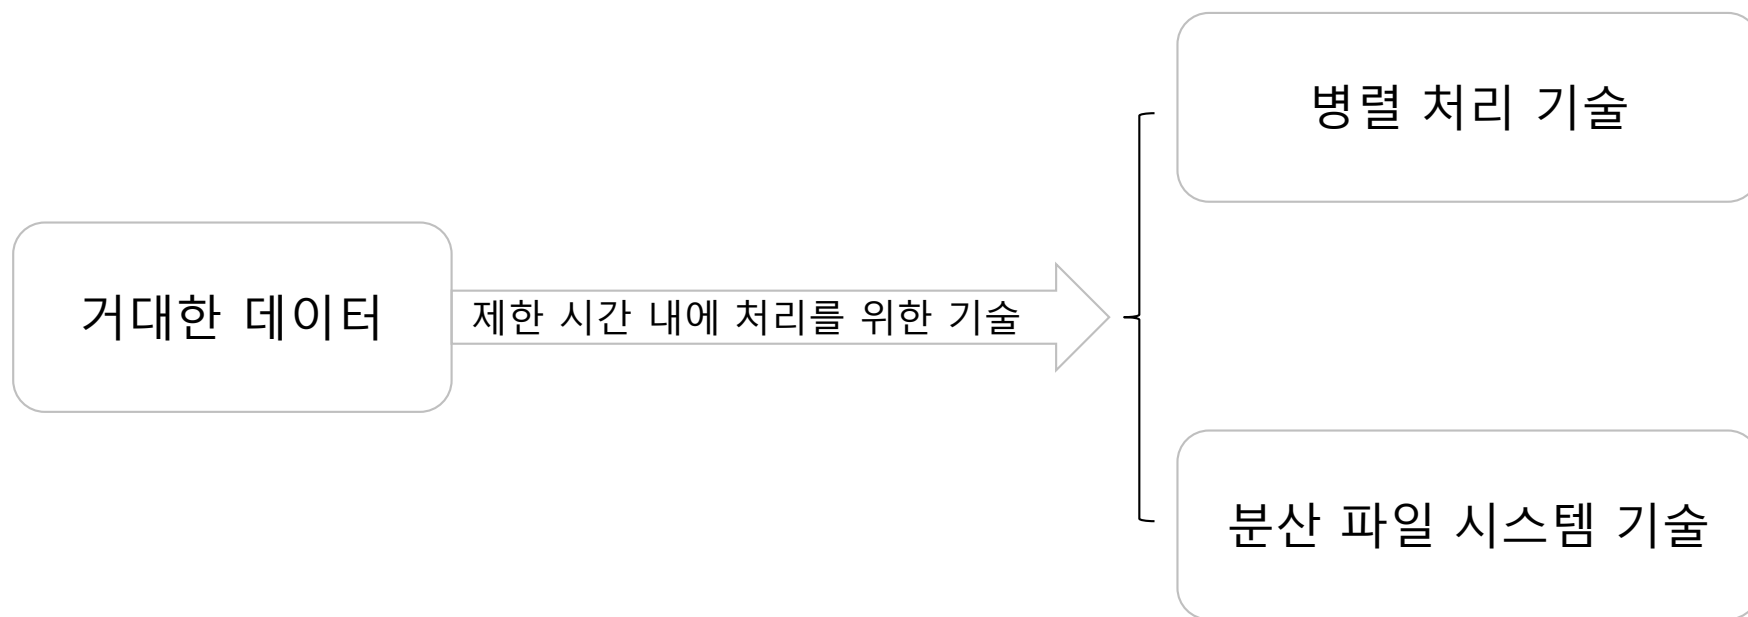 병렬 처리 기술
거대한 데이터
제한 시간 내에 처리를 위한 기술
분산 파일 시스템 기술